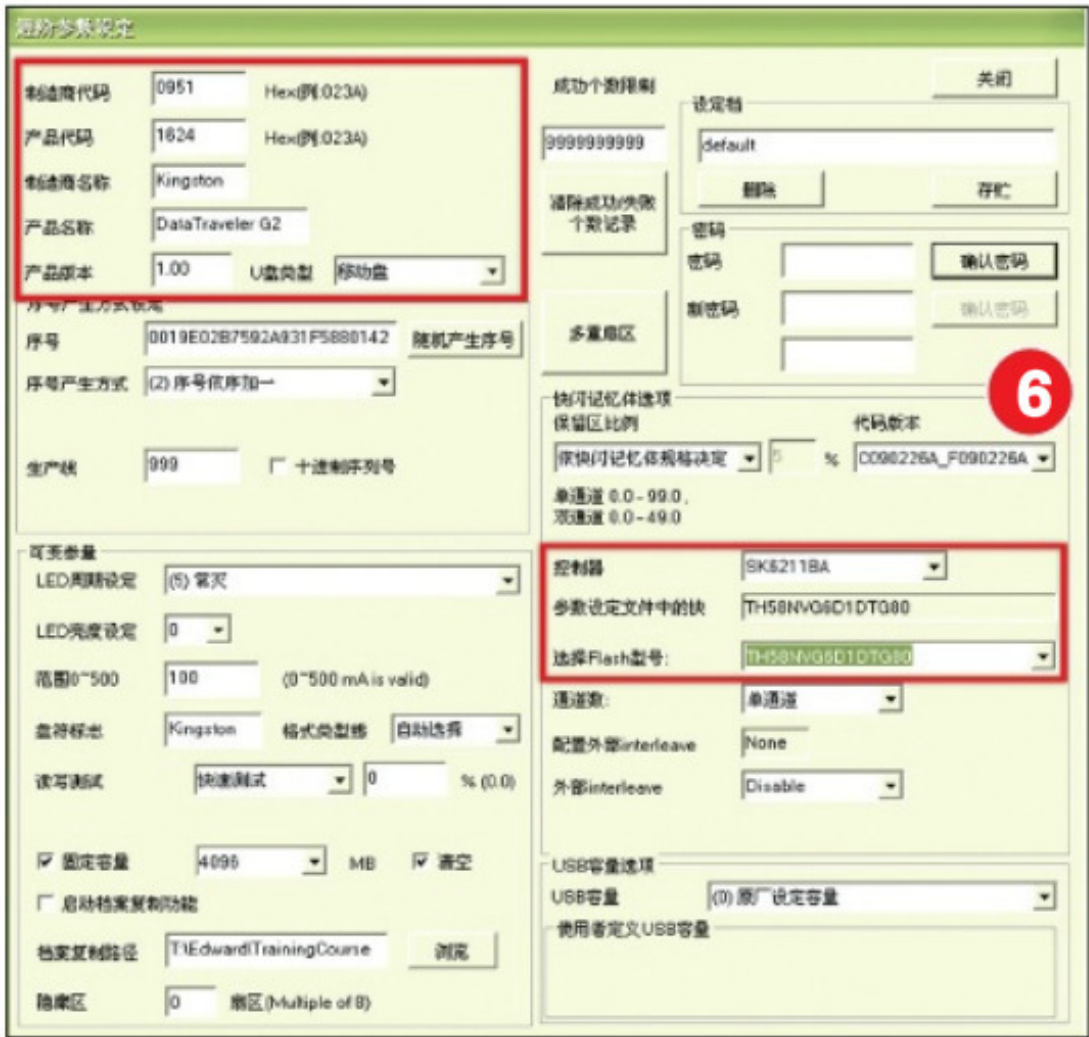 进阶参数设定
制造商代码 0951 Hex(例:023A)
产品代码 1624 Hex(例:023A)
制造商名称 Kingston
产品名称 DataTraveler G2
产品版本 1.00 U盘类型 移动盘
序号产生方式设定
序号 0019E02B7592A931F5880142 随机产生序号
序号产生方式 (2) 序号依序加一
生产线 999 十进制序列号
可变参量
LED周期设定 (5) 常灭
LED亮度设定 0
范围0~500 100 (0~500 mA is valid)
盘符标志 Kingston 格式类型 自动选择
读写测试 快速测试 0 % (0.0)
固定容量 4096 MB 清空
启动档案复制功能
档案复制路径 T:\Edward\TrainingCourse 浏览
隐藏区 0 扇区(Multiple of 8)
成功个数限制 关闭
9999999999
清除成功/失败
个数记录
多重扇区
设定档
default
删除 存贮
密码
密码 确认密码
新密码 确认密码
6
快闪记忆体选项
保留区比例 代码版本
依快闪记忆体规格决定 5 % C090226A_F090226A
单通道 0.0 - 99.0 ,
双通道 0.0 - 49.0
控制器 SK6211BA
参数设定文件中的快 TH58NVG6D1DTG80
选择Flash型号: TH58NVG6D1DTG80
通道数: 单通道
配置外部interleave None
外部interleave Disable
USB容量选项
USB容量 (0) 原厂设定容量
使用者定义USB容量